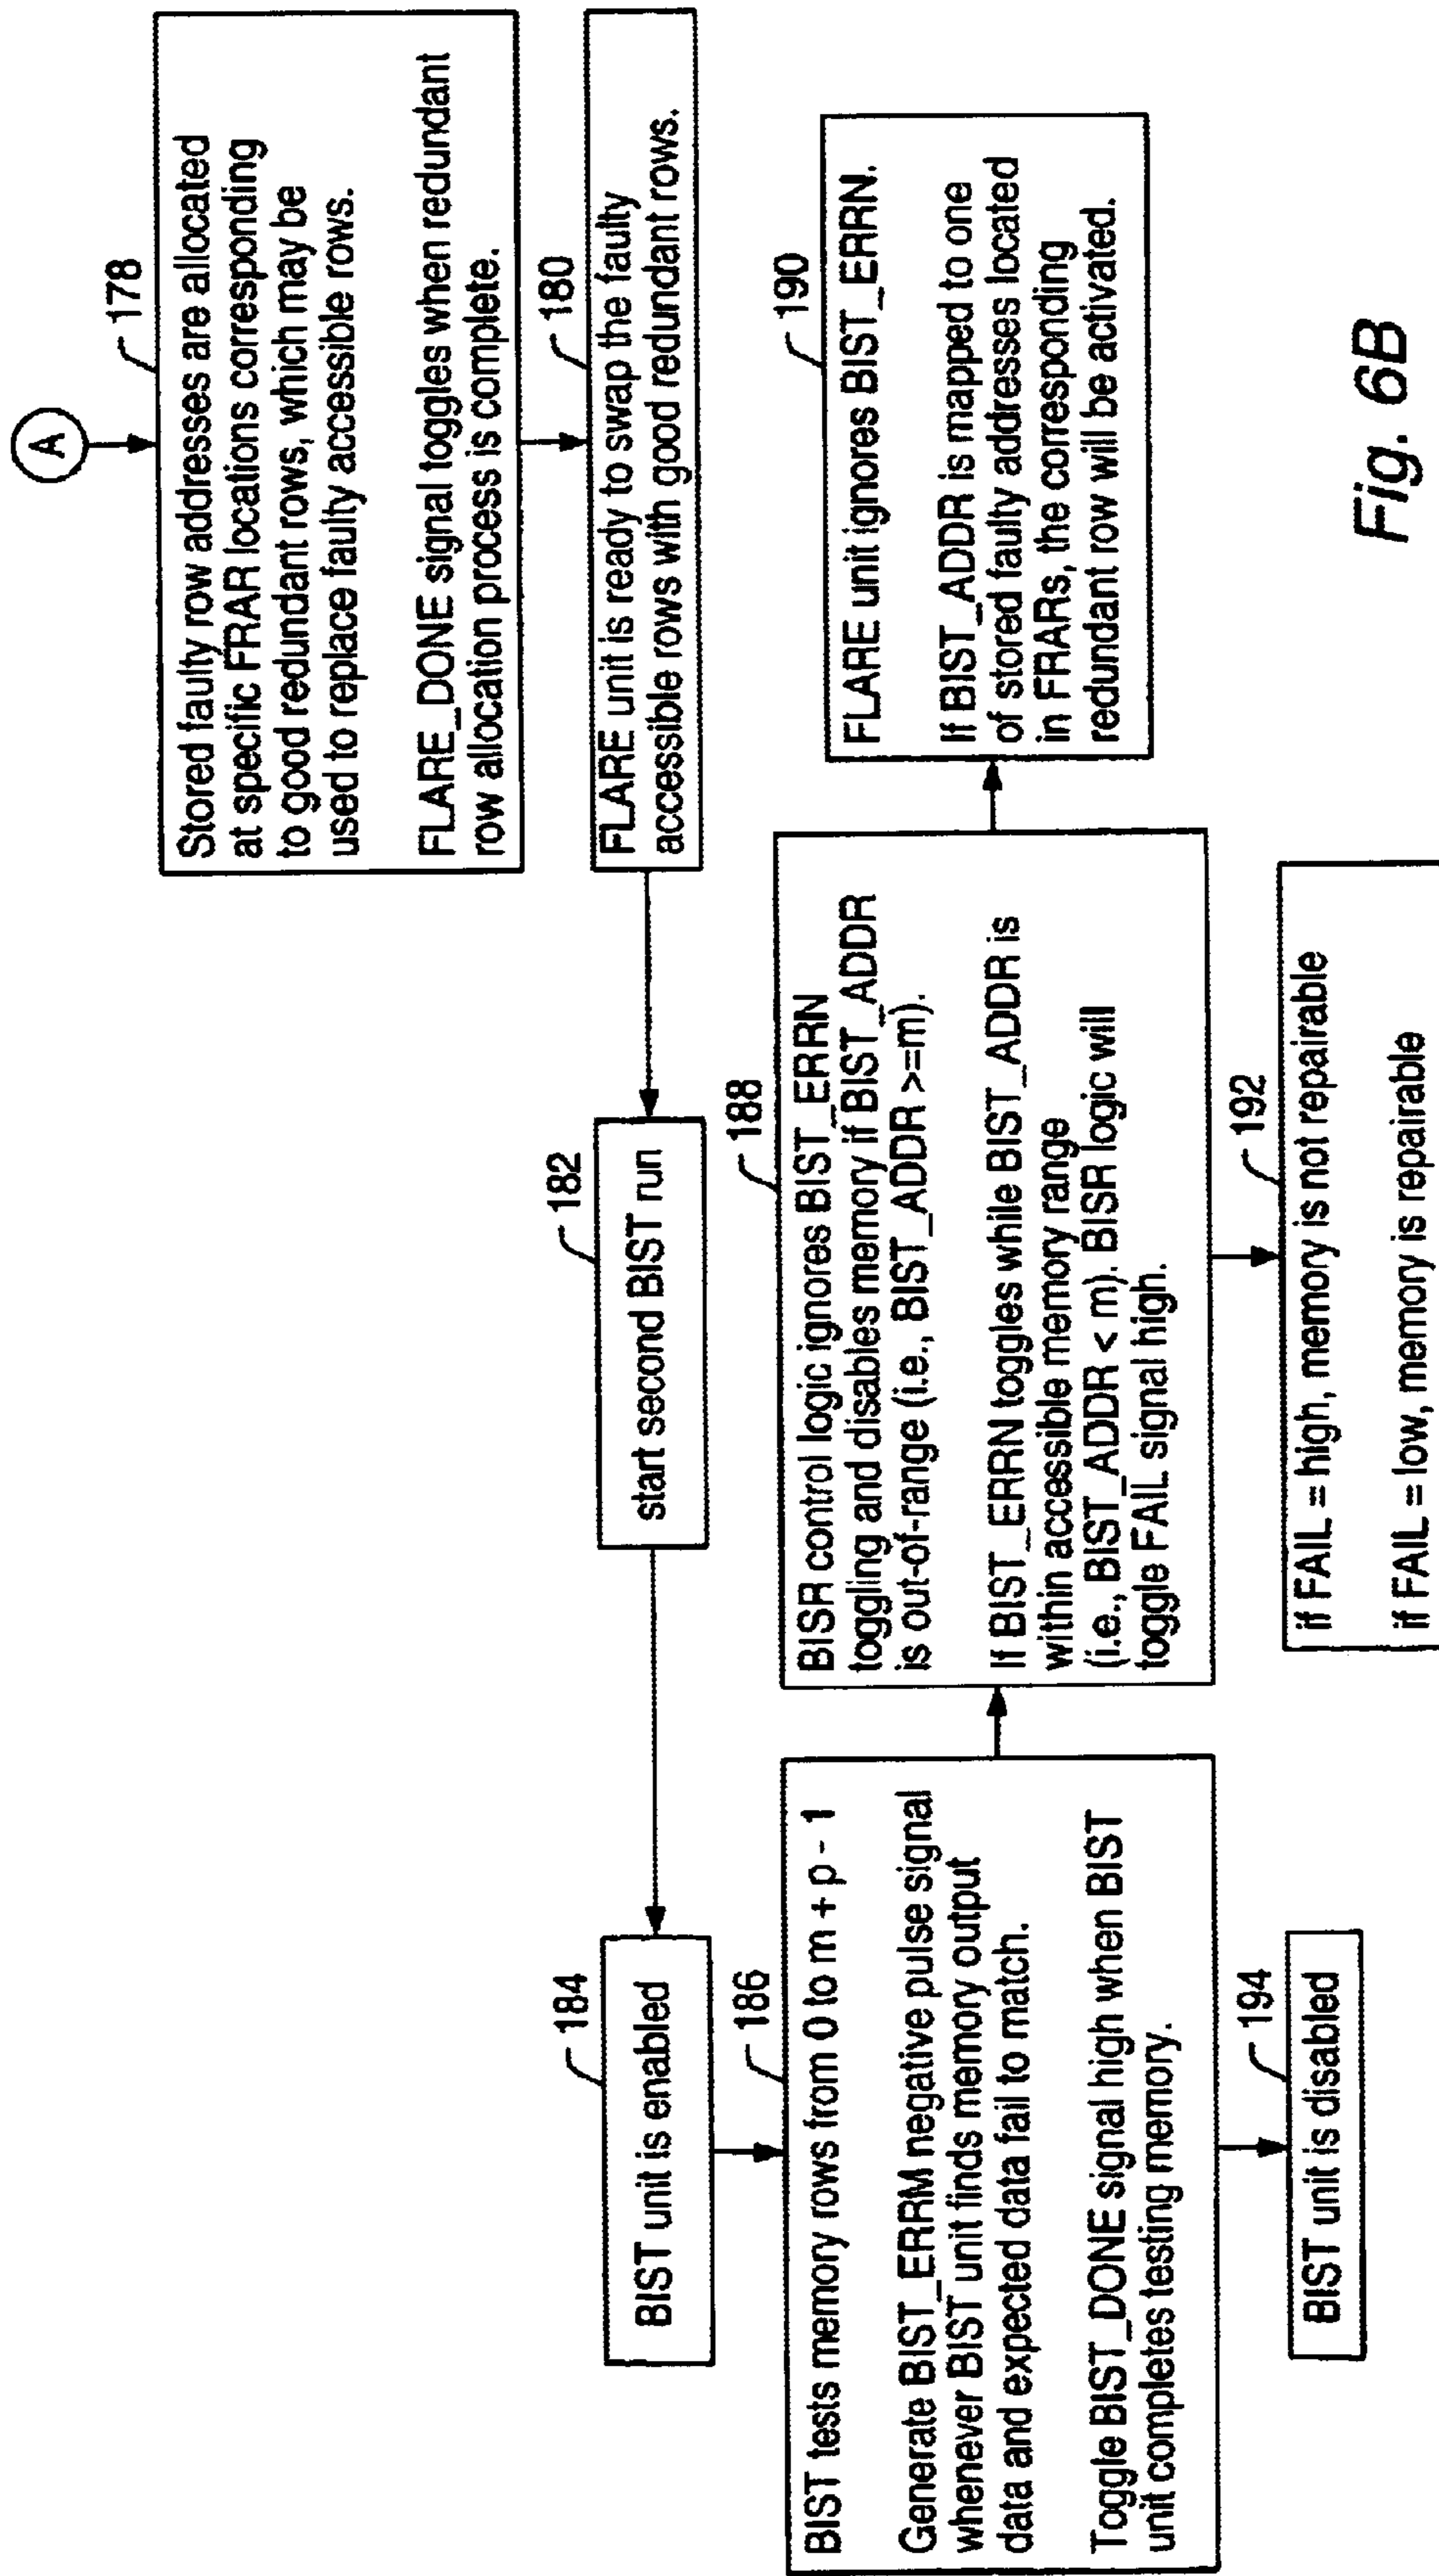 A
178
Stored faulty row addresses are allocated
at specific FRAR locations corresponding
to good redundant rows, which may be
used to replace faulty accessible rows.
FLARE_DONE signal toggles when redundant
row allocation process is complete.
180
FLARE unit is ready to swap the faulty
accessible rows with good redundant rows.
182
start second BIST run
184
BIST unit is enabled
186
BIST tests memory rows from 0 to m + p - 1
Generate BIST_ERRM negative pulse signal
whenever BIST unit finds memory output
data and expected data fail to match.
Toggle BIST_DONE signal high when BIST
unit completes testing memory.
188
BISR control logic ignores BIST_ERRN
toggling and disables memory if BIST_ADDR
is out-of-range (i.e., BIST_ADDR >=m).
If BIST_ERRN toggles while BIST_ADDR is
within accessible memory range
(i.e., BIST_ADDR < m). BISR logic will
toggle FAIL signal high.
190
FLARE unit ignores BIST_ERRN.
If BIST_ADDR is mapped to one
of stored faulty addresses located
in FRARs, the corresponding
redundant row will be activated.
192
if FAIL = high, memory is not repairable
if FAIL = low, memory is repairable
194
BIST unit is disabled
Fig. 6B